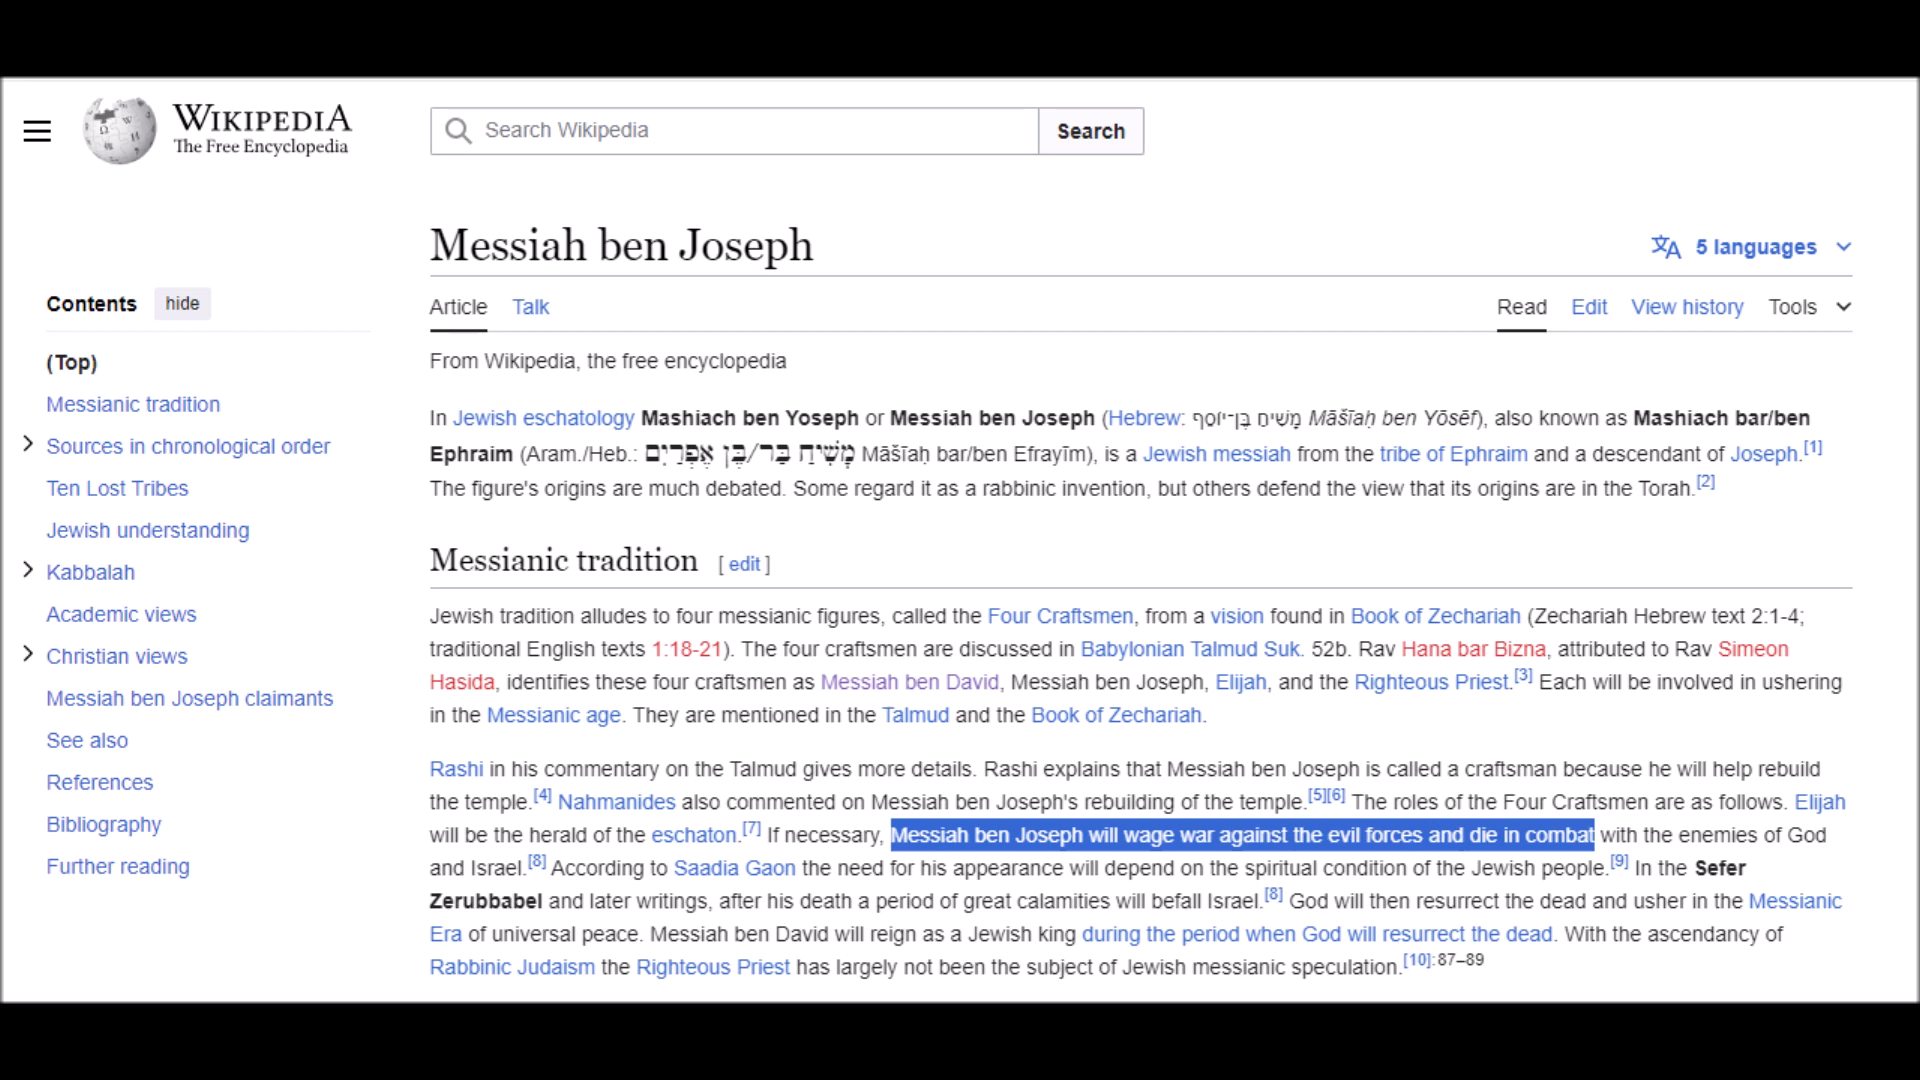 WIKIPEDIA
The Free Encyclopedia
Search Wikipedia
Search
Messiah ben Joseph
5 languages
Contents hide
(Top)
Messianic tradition
Sources in chronological order
Ten Lost Tribes
Jewish understanding
Kabbalah
Academic views
Christian views
Messiah ben Joseph claimants
See also
References
Bibliography
Further reading
Article Talk
Read Edit View history Tools
From Wikipedia, the free encyclopedia
In Jewish eschatology Mashiach ben Yoseph or Messiah ben Joseph (Hebrew: מָשִׁיחַ בֶּן־יוֹסֵף Māšīaḥ ben Yōsēf), also known as Mashiach bar/ben
Ephraim (Aram./Heb.: מָשִׁיחַ בַּר/בֶּן אֶפְרַיִם Māšīaḥ bar/ben Efrayīm), is a Jewish messiah from the tribe of Ephraim and a descendant of Joseph.[1]
The figure's origins are much debated. Some regard it as a rabbinic invention, but others defend the view that its origins are in the Torah.[2]
Messianic tradition [ edit ]
Jewish tradition alludes to four messianic figures, called the Four Craftsmen, from a vision found in Book of Zechariah (Zechariah Hebrew text 2:1-4;
traditional English texts 1:18-21). The four craftsmen are discussed in Babylonian Talmud Suk. 52b. Rav Hana bar Bizna, attributed to Rav Simeon
Hasida, identifies these four craftsmen as Messiah ben David, Messiah ben Joseph, Elijah, and the Righteous Priest.[3] Each will be involved in ushering
in the Messianic age. They are mentioned in the Talmud and the Book of Zechariah.
Rashi in his commentary on the Talmud gives more details. Rashi explains that Messiah ben Joseph is called a craftsman because he will help rebuild
the temple.[4] Nahmanides also commented on Messiah ben Joseph's rebuilding of the temple.[5][6] The roles of the Four Craftsmen are as follows. Elijah
will be the herald of the eschaton.[7] If necessary, Messiah ben Joseph will wage war against the evil forces and die in combat with the enemies of God
and Israel.[8] According to Saadia Gaon the need for his appearance will depend on the spiritual condition of the Jewish people.[9] In the Sefer
Zerubbabel and later writings, after his death a period of great calamities will befall Israel.[8] God will then resurrect the dead and usher in the Messianic
Era of universal peace. Messiah ben David will reign as a Jewish king during the period when God will resurrect the dead. With the ascendancy of
Rabbinic Judaism the Righteous Priest has largely not been the subject of Jewish messianic speculation.[10]:87–89